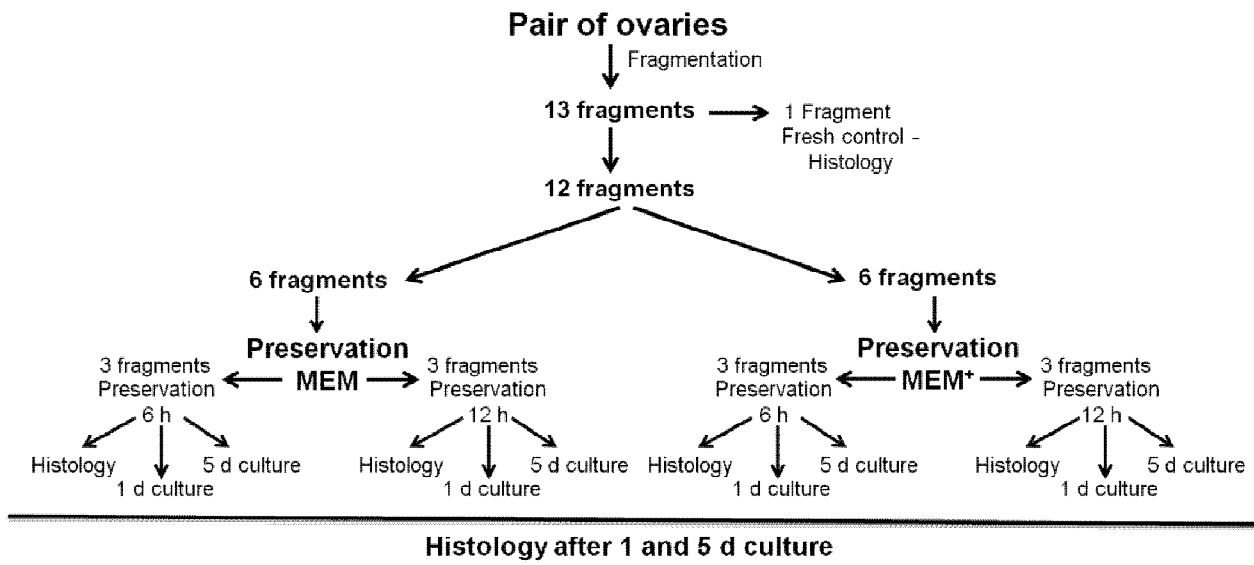 Pair of ovaries
Fragmentation
13 fragments
1 Fragment
Fresh control -
Histology
12 fragments
6 fragments
6 fragments
Preservation
MEM
3 fragments
Preservation
6 h
3 fragments
Preservation
12 h
Preservation
MEM⁺
3 fragments
Preservation
6 h
3 fragments
Preservation
12 h
Histology
1 d culture
5 d culture
Histology
1 d culture
5 d culture
Histology
1 d culture
5 d culture
Histology
1 d culture
5 d culture
Histology after 1 and 5 d culture